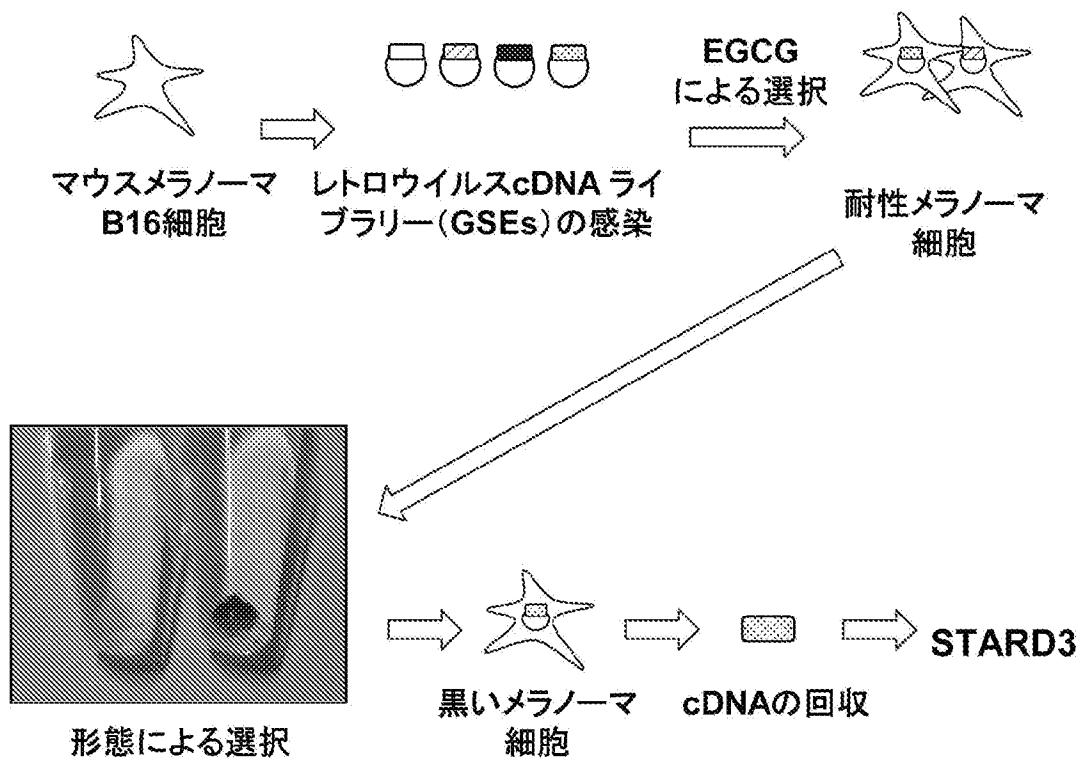 マウスメラノーマ
B16細胞
レトロウイルスcDNA ライ
ブラリー（GSEs）の感染
EGCG
による選択
耐性メラノーマ
細胞
形態による選択
黒いメラノーマ
細胞
cDNAの回収
STARD3